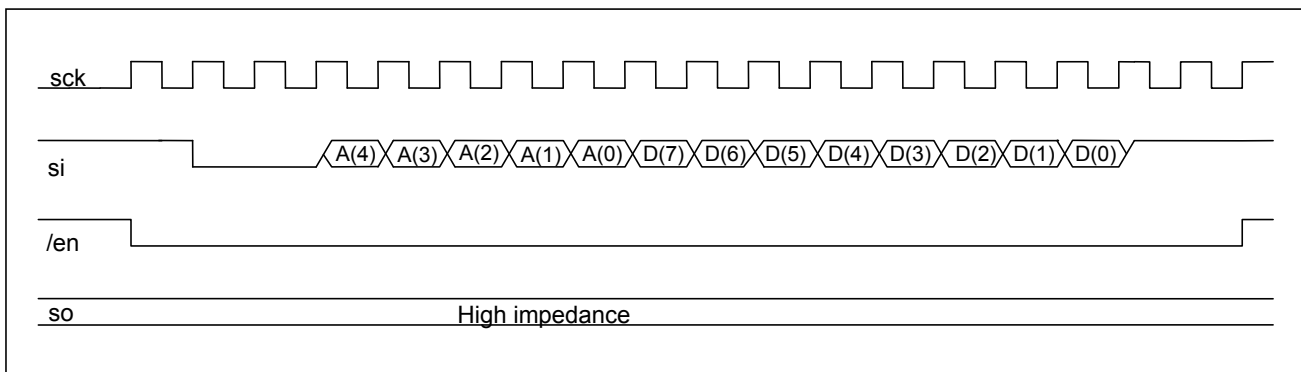 sck
si A(4) A(3) A(2) A(1) A(0) D(7) D(6) D(5) D(4) D(3) D(2) D(1) D(0)
/en
so High impedance